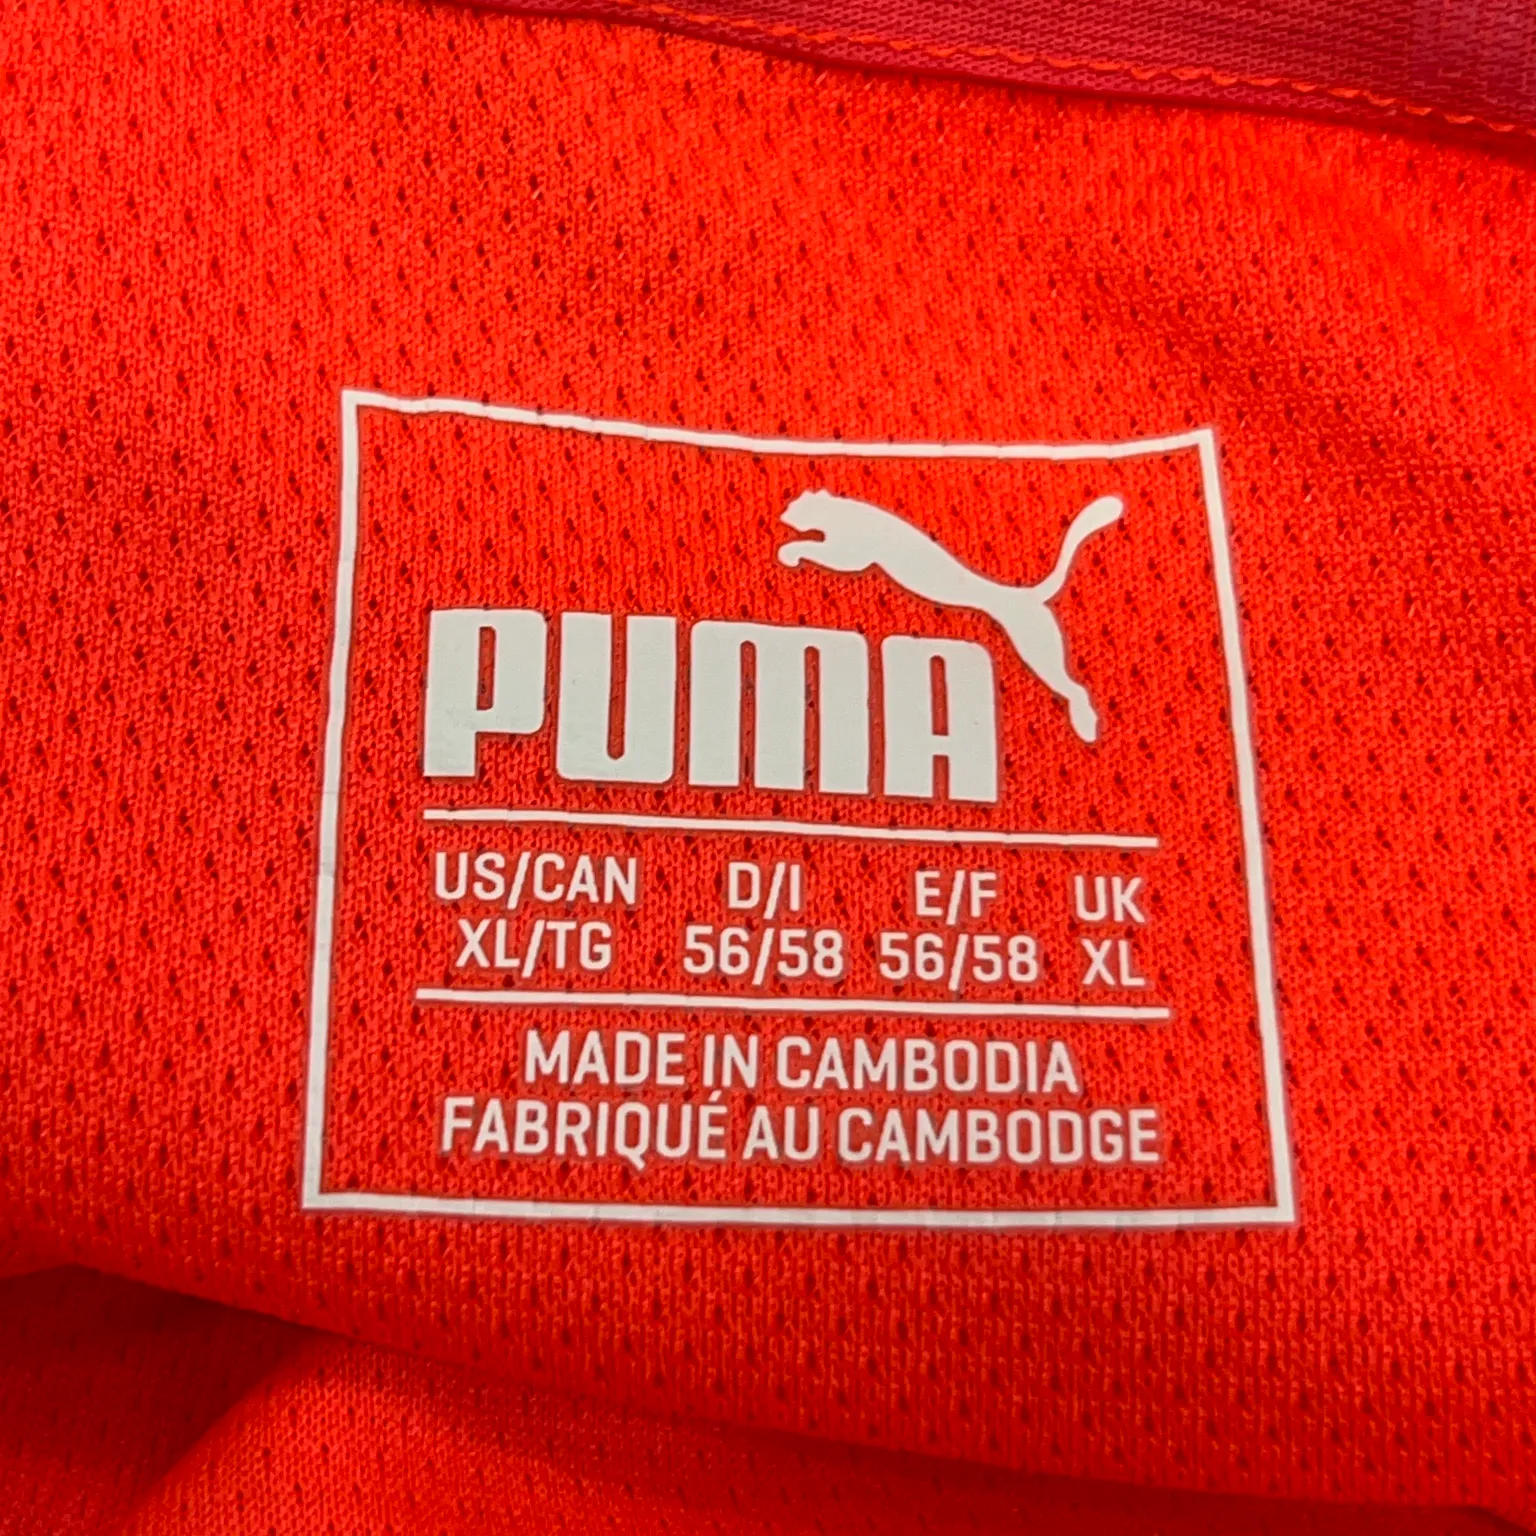 PUMA
US/CAN D/I E/F UK
XL/TG 56/58 56/58 XL
MADE IN CAMBODIA
FABRIQUÉ AU CAMBODGE